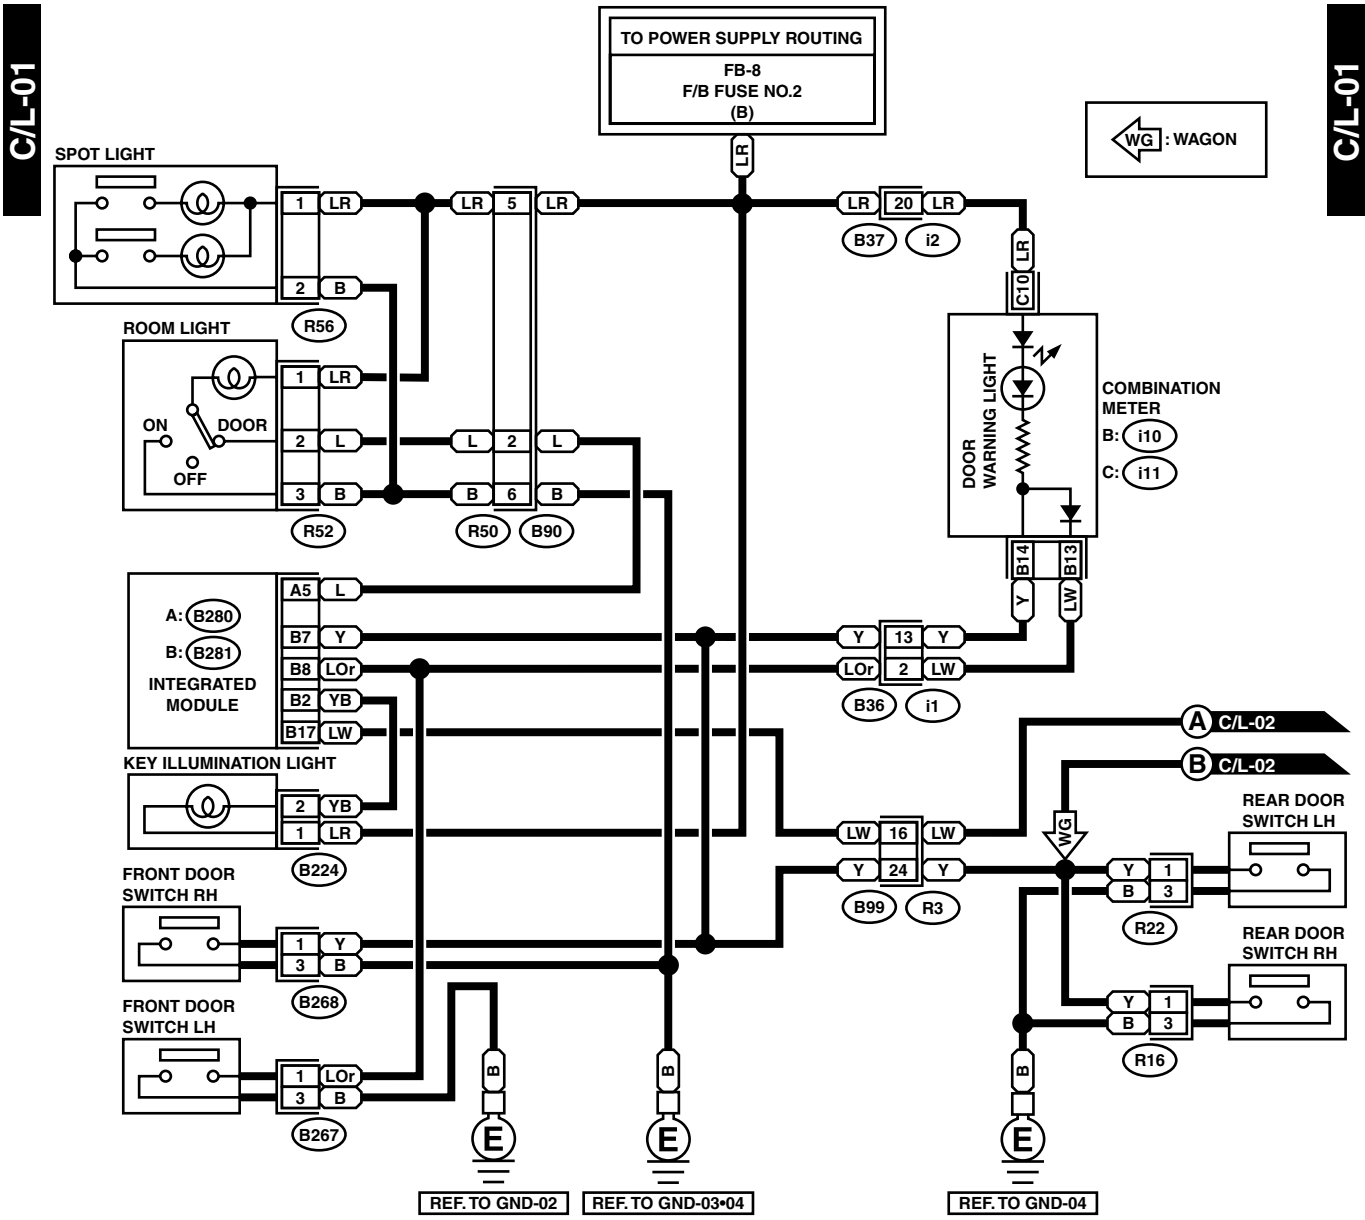 C/L-01
C/L-01
TO POWER SUPPLY ROUTING
FB-8
F/B FUSE NO.2
(B)
LR
WG : WAGON
SPOT LIGHT
1 LR LR 5 LR LR 20 LR
B37 i2
LR
C10
2 B
R56
ROOM LIGHT
1 LR
ON DOOR
OFF
2 L L 2 L
3 B B 6 B
R52 R50 B90
DOOR
WARNING LIGHT
COMBINATION
METER
B: i10
C: i11
B14 B13
Y LW
A: B280
B: B281
INTEGRATED
MODULE
A5 L
B7 Y Y 13 Y
B8 LOr LOr 2 LW
B2 YB
B17 LW
B36 i1
A C/L-02
B C/L-02
WG
KEY ILLUMINATION LIGHT
2 YB
1 LR LW 16 LW
B224
Y 24 Y
B99 R3
REAR DOOR
SWITCH LH
Y 1
B 3
R22
FRONT DOOR
SWITCH RH
1 Y
3 B
B268
REAR DOOR
SWITCH RH
Y 1
B 3
R16
FRONT DOOR
SWITCH LH
1 LOr
3 B
B267
B B B
E E E
REF. TO GND-02 REF. TO GND-03•04 REF. TO GND-04